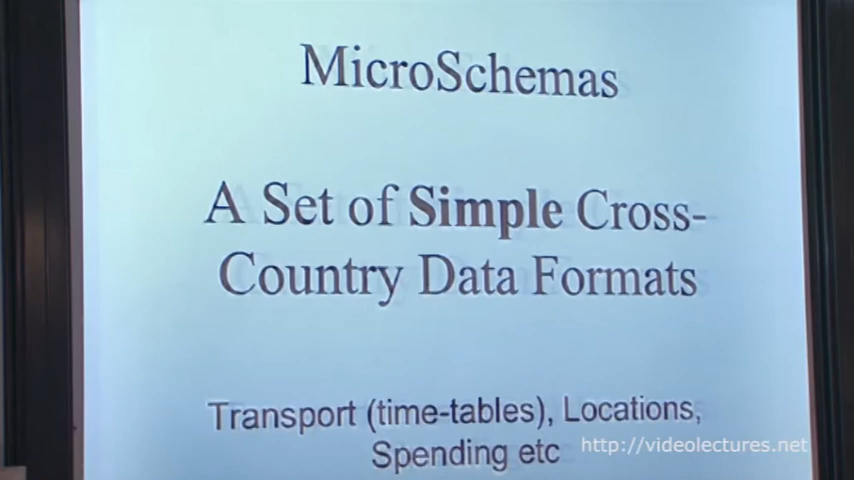 MicroSchemas
A Set of Simple Cross-
Country Data Formats
Transport (time-tables), Locations,
Spending etc
http://videolectures.net